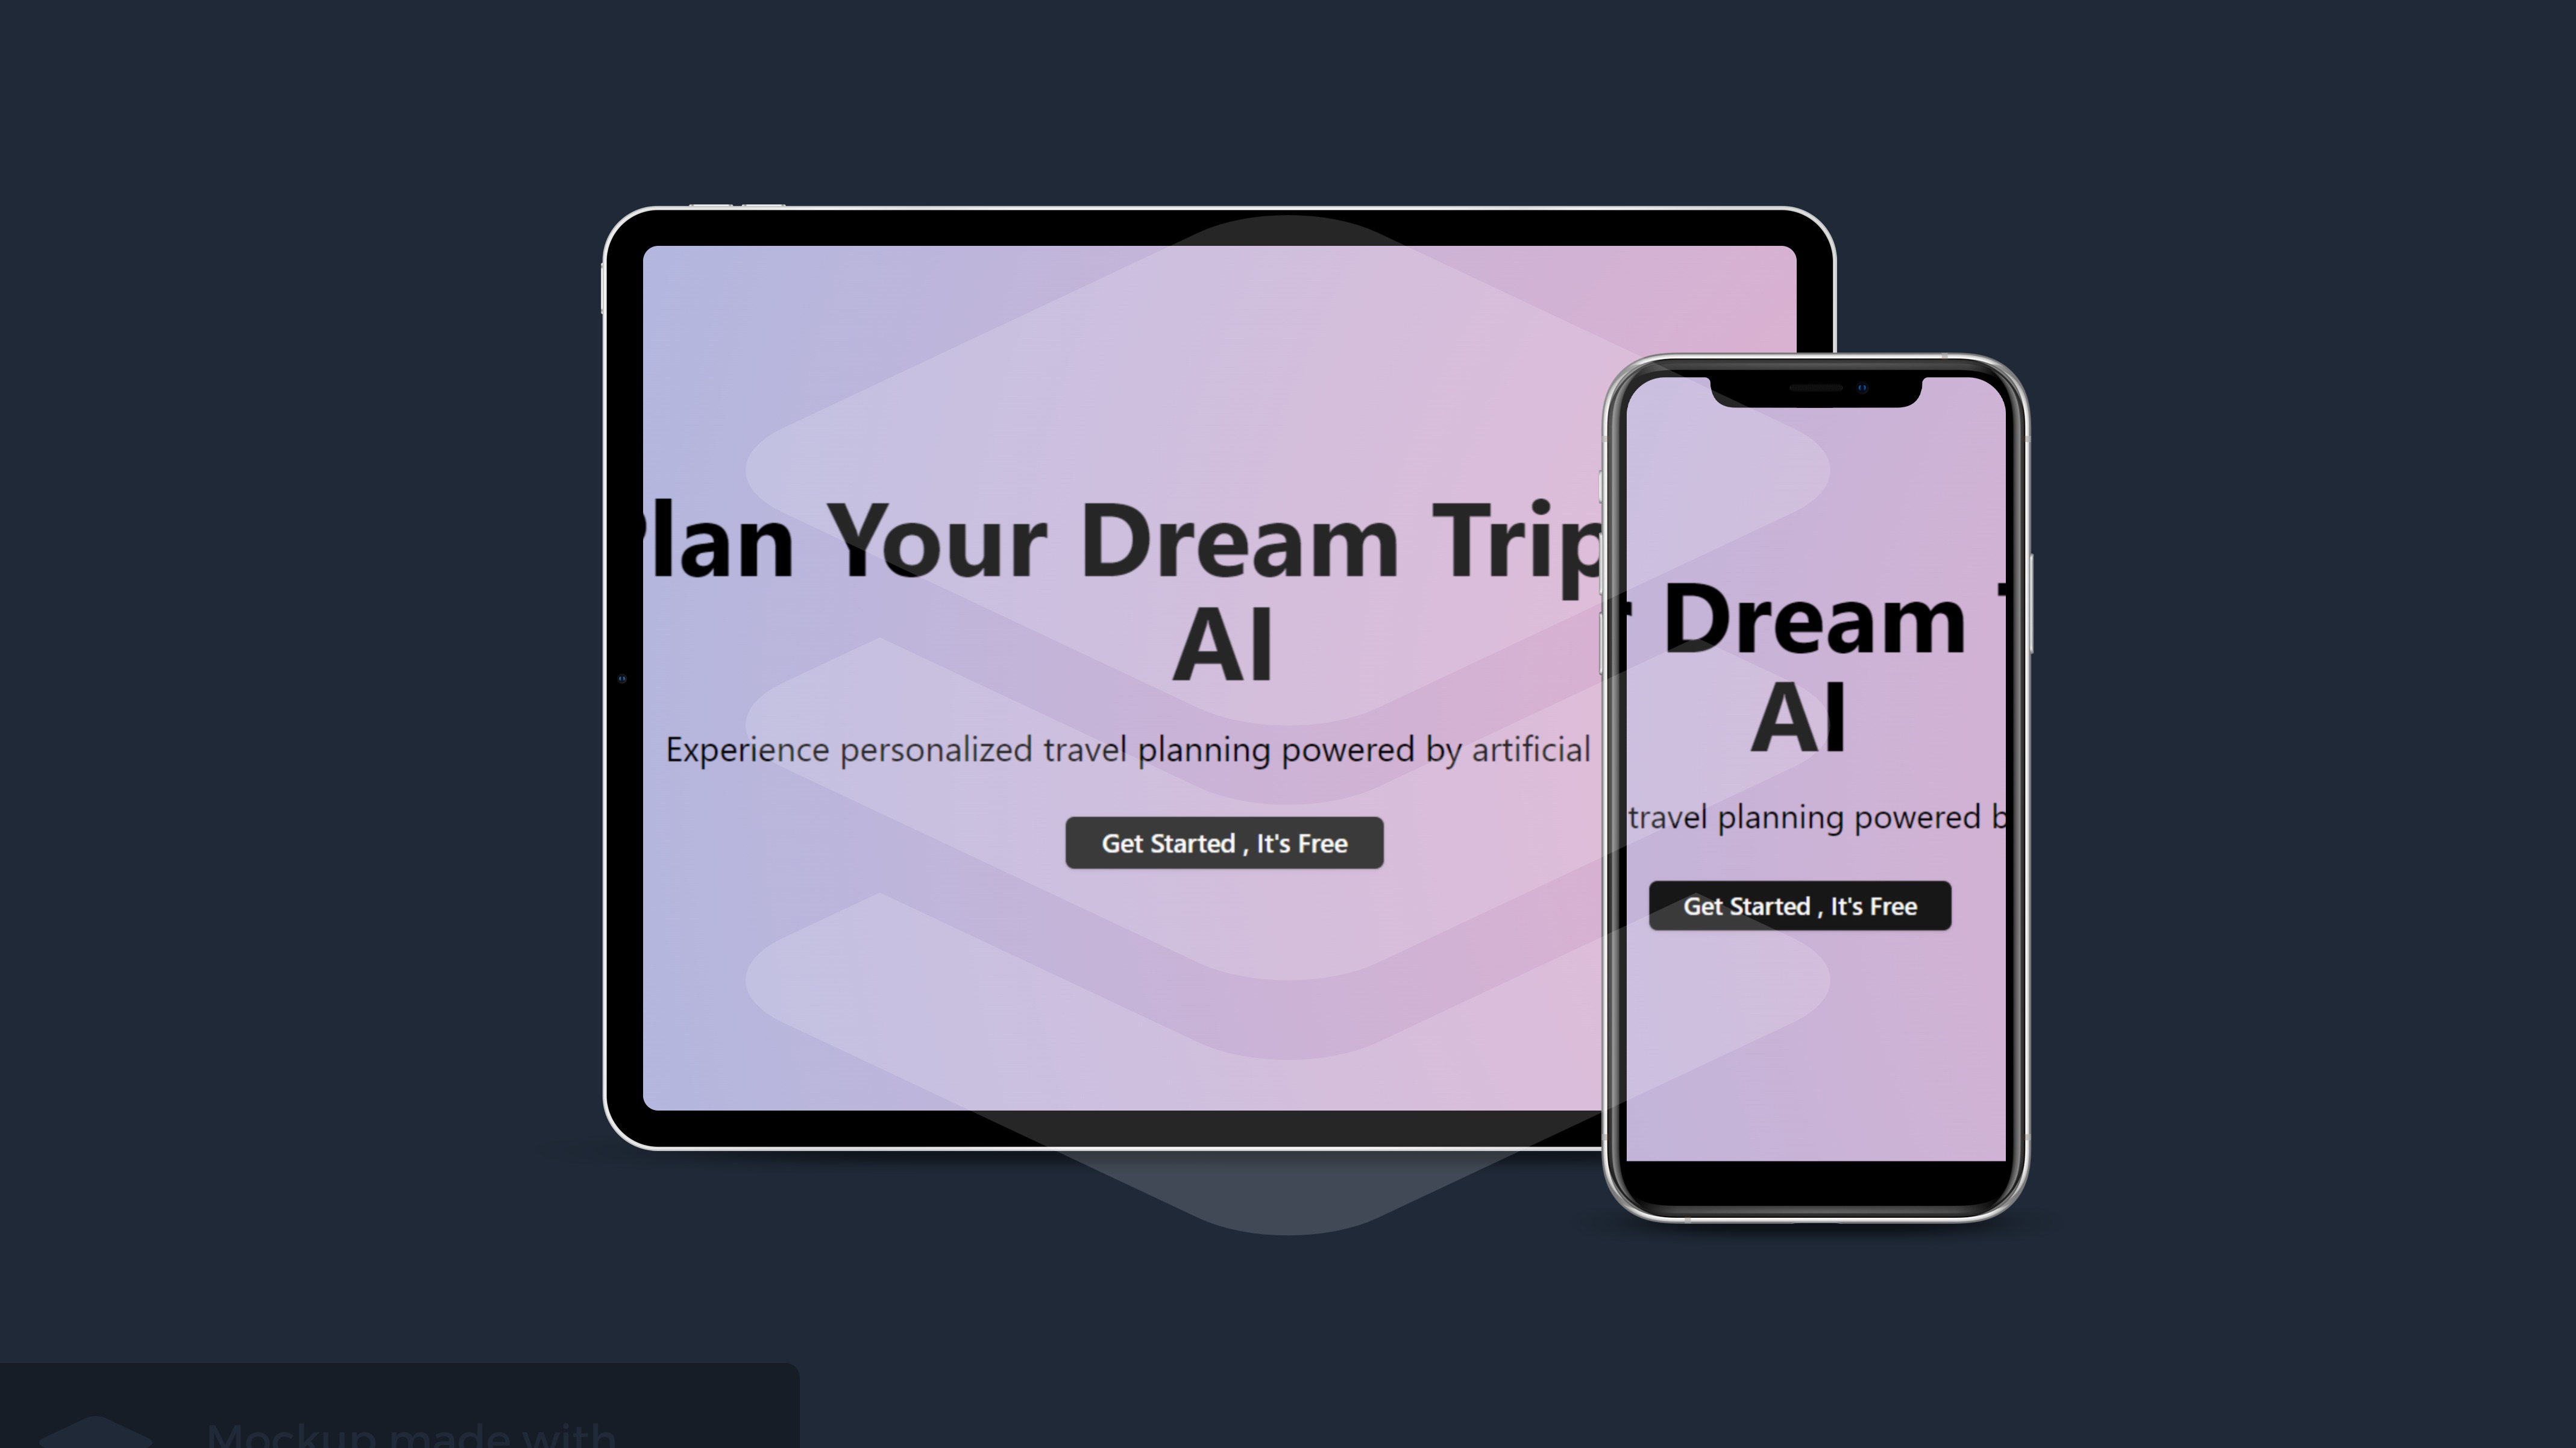 Plan Your Dream Trip
AI
Experience personalized travel planning powered by artificial
Get Started , It's Free
r Dream T
AI
travel planning powered b
Get Started , It's Free
Mockup made with